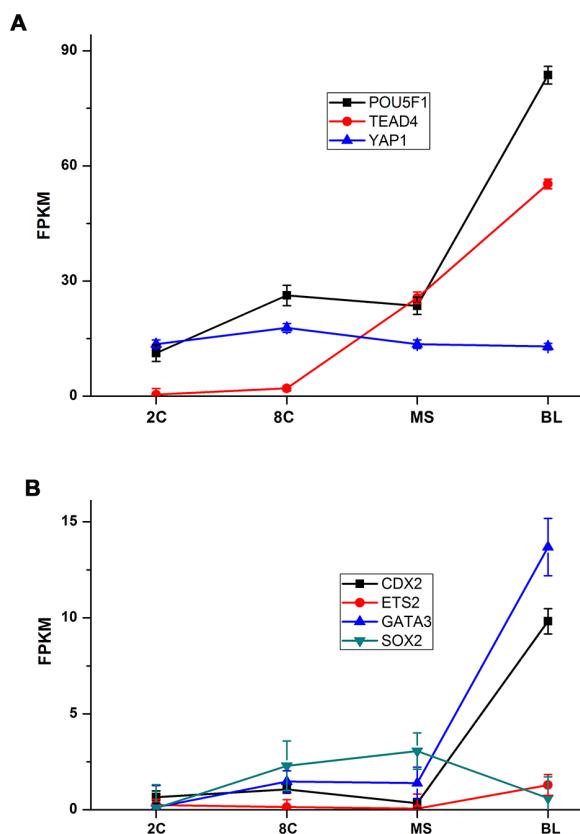 A
90
60
30
0
FPKM
POU5F1
TEAD4
YAP1
2C 8C MS BL
B
15
10
5
0
FPKM
CDX2
ETS2
GATA3
SOX2
2C 8C MS BL